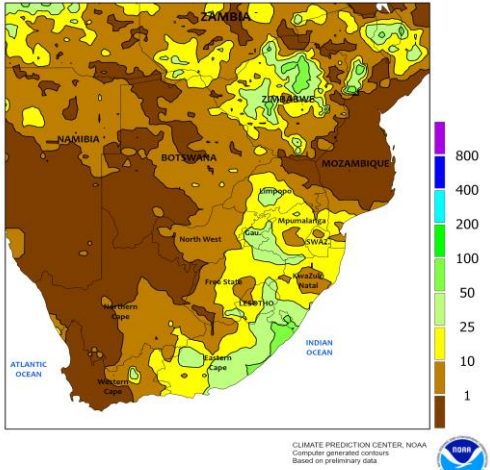 ZAMBIA
ZIMBABWE
NAMIBIA
BOTSWANA
MOZAMBIQUE
Limpopo
Mpumalanga
Gau
SWAZ
North West
Free State
KwaZulu
Natal
LESOTHO
Northern
Cape
Eastern
Cape
Western
Cape
ATLANTIC
OCEAN
INDIAN
OCEAN
800
400
200
100
50
25
10
1
CLIMATE PREDICTION CENTER, NOAA
Computer generated contours
Based on preliminary data
NOAA